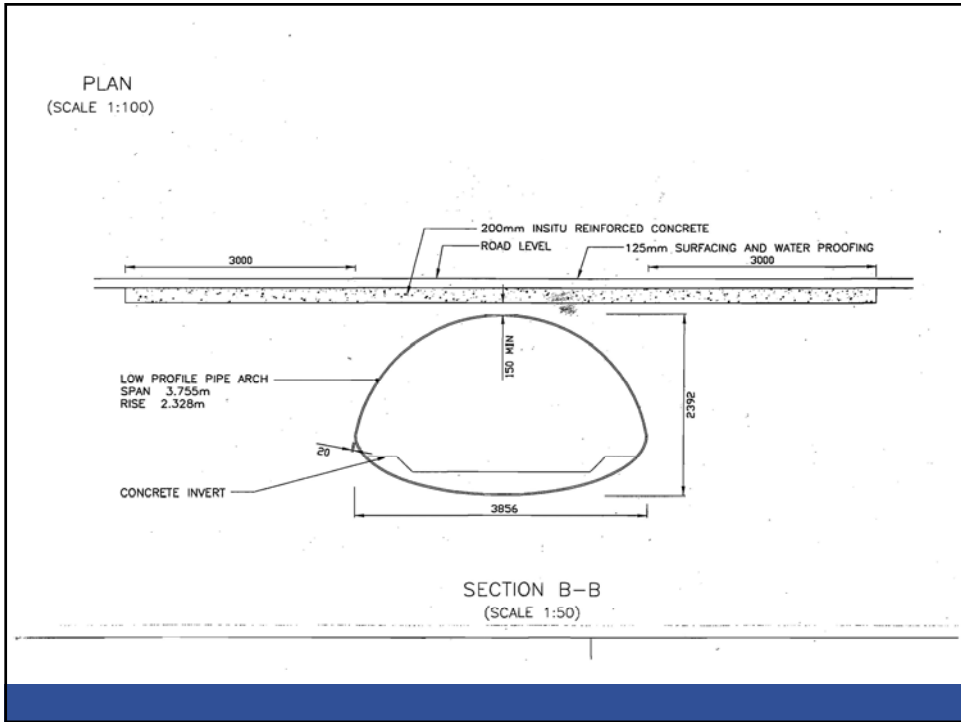 PLAN
(SCALE 1:100)
200mm INSITU REINFORCED CONCRETE
ROAD LEVEL
125mm SURFACING AND WATER PROOFING
3000
3000
150 MIN
LOW PROFILE PIPE ARCH
SPAN 3.755m
RISE 2.328m
2392
20
CONCRETE INVERT
3856
SECTION B-B
(SCALE 1:50)